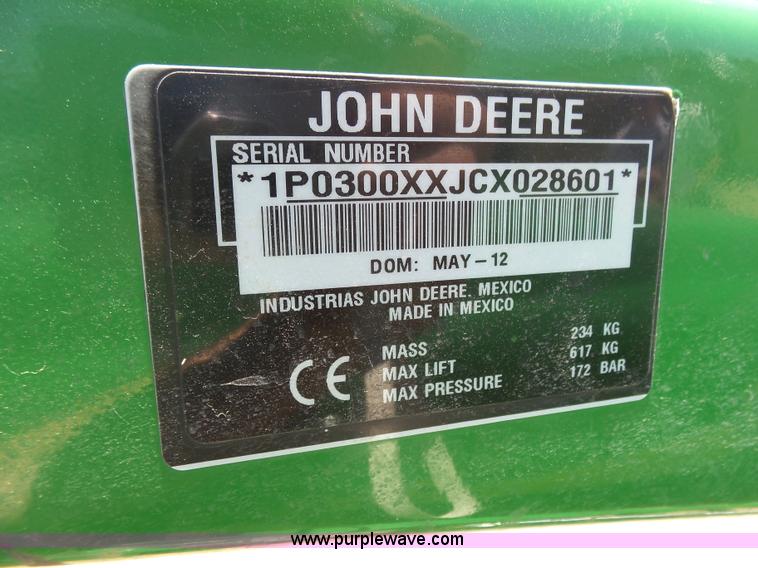 JOHN DEERE
SERIAL NUMBER
*1P0300XXJCX028601*
DOM: MAY-12
INDUSTRIAS JOHN DEERE. MEXICO
MADE IN MEXICO
MASS 234 KG
MAX LIFT 617 KG
MAX PRESSURE 172 BAR
CE
www.purplewave.com